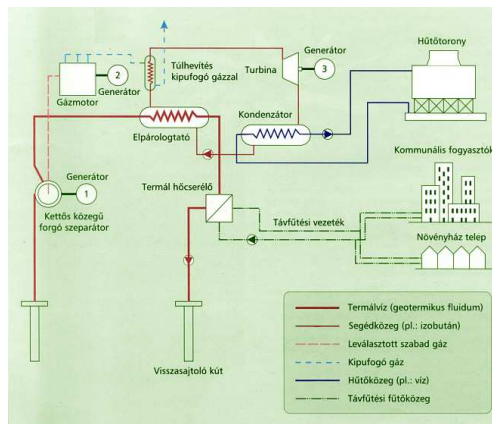 Hűtőtorony
Generátor
Túlhevítés
kipufogó gázzal
Turbina
3
2
Generátor
Gázmotor
Kondenzátor
Elpárologtató
Kommunális fogyasztók
Generátor
1
Termál hőcserélő
Kettős közegű
forgó szeparátor
Távfűtési vezeték
Növényház telep
Visszasajtoló kút
Termálvíz (geotermikus fluidum)
Segédközeg (pl.: izobután)
Leválasztott szabad gáz
Kipufogó gáz
Hűtőközeg (pl.: víz)
Távfűtési fűtőközeg